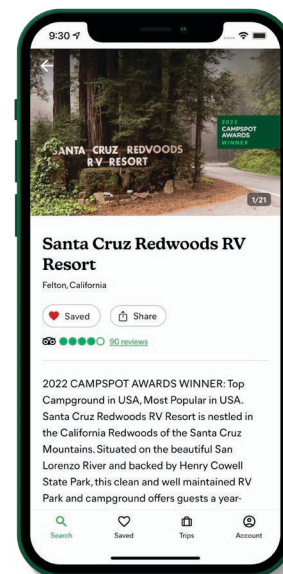 9:30
2022
CAMPSPOT
AWARDS
WINNER
SANTA CRUZ REDWOODS
RV RESORT
1/21
Santa Cruz Redwoods RV
Resort
Felton, California
Saved
Share
90 reviews
2022 CAMPSPOT AWARDS WINNER: Top
Campground in USA, Most Popular in USA.
Santa Cruz Redwoods RV Resort is nestled in
the California Redwoods of the Santa Cruz
Mountains. Situated on the beautiful San
Lorenzo River and backed by Henry Cowell
State Park, this clean and well maintained RV
Park and campground offers guests a year-
Search
Saved
Trips
Account